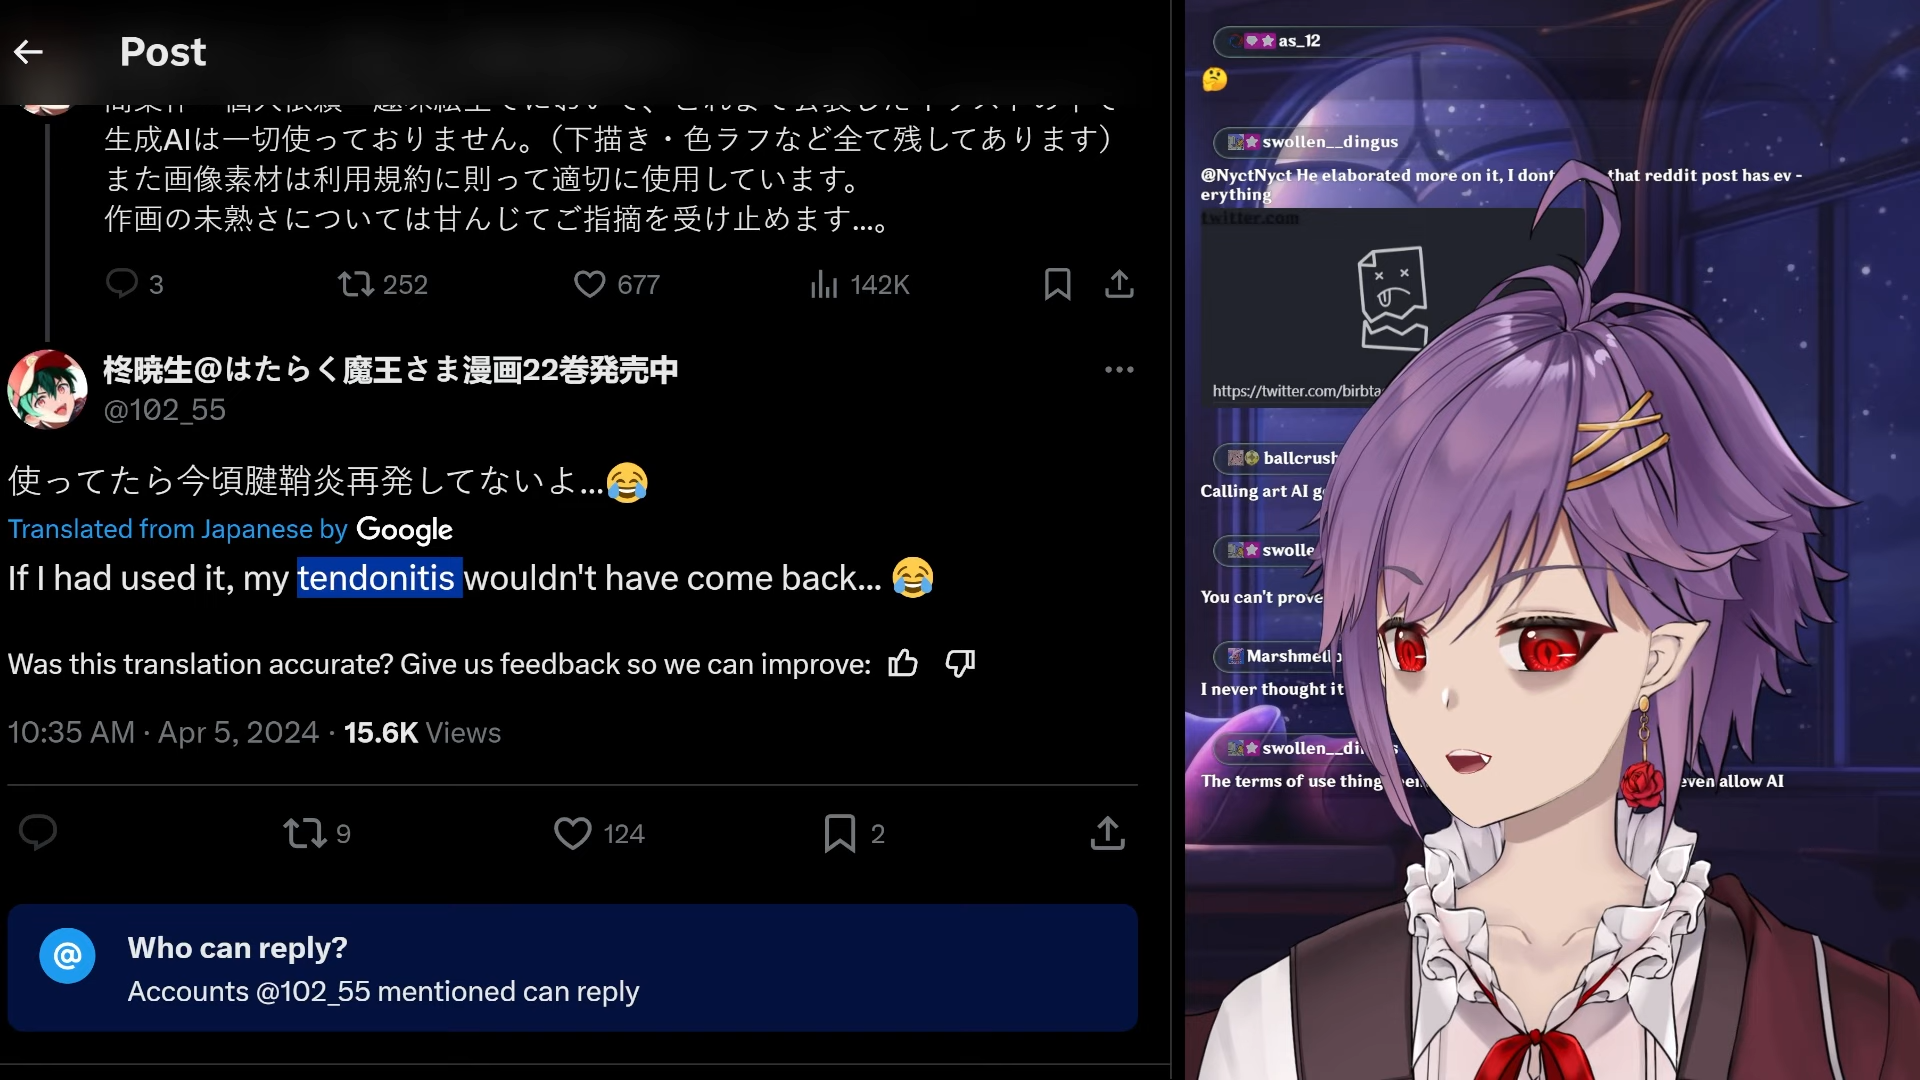 Post
生成AIは一切使っておりません。（下描き・色ラフなど全て残してあります）
また画像素材は利用規約に則って適切に使用しています。
作画の未熟さについては甘んじてご指摘を受け止めます...。
3
252
677
142K
柊暁生@はたらく魔王さま漫画22巻発売中
@102_55
使ってたら今頃腱鞘炎再発してないよ...😂
Translated from Japanese by Google
If I had used it, my tendonitis wouldn't have come back... 😂
Was this translation accurate? Give us feedback so we can improve:
10:35 AM · Apr 5, 2024 · 15.6K Views
9
124
2
@
Who can reply?
Accounts @102_55 mentioned can reply
as_12
🤔
swollen__dingus
@NyctNyct He elaborated more on it, I dont that reddit post has ev -
erything
twitter.com
https://twitter.com/birbta
ballcrush
Calling art AI
swolle
You can't prove
I never thought it
swollen__di
The terms of use thing even allow AI